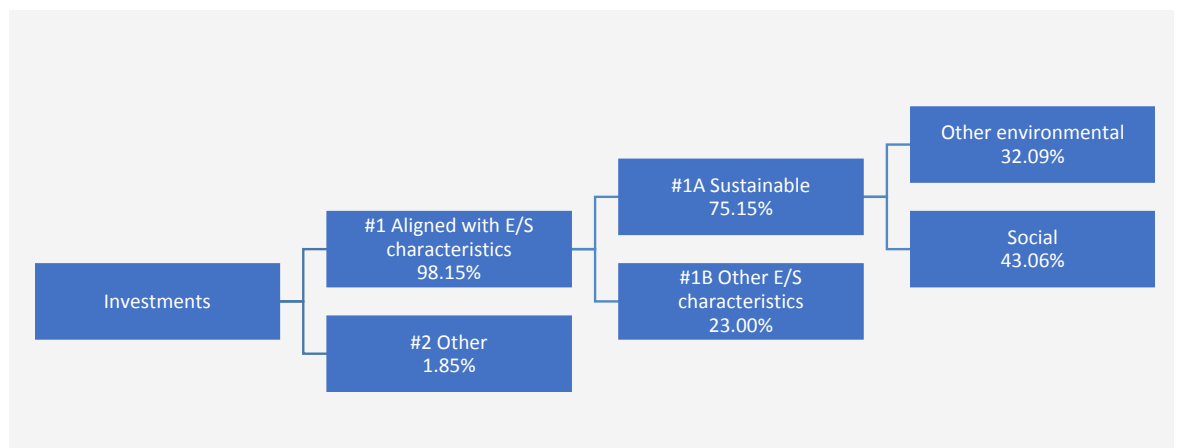 Investments
#1 Aligned with E/S
characteristics
98.15%
#2 Other
1.85%
#1A Sustainable
75.15%
#1B Other E/S
characteristics
23.00%
Other environmental
32.09%
Social
43.06%